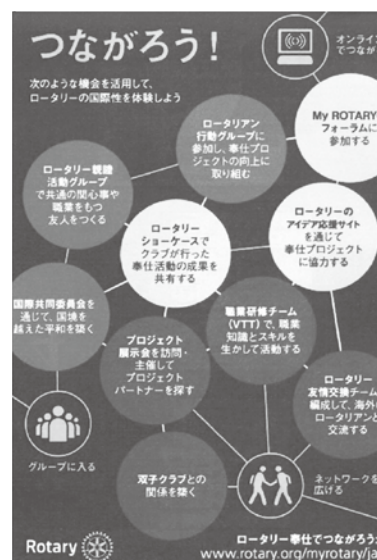 つながろう！
次のような機会を活用して、
ロータリーの国際性を体験しよう
オンライン
でつなが
My ROTARY
フォーラムに
参加する
ロータリアン
行動グループに
参加し、奉仕プロ
ジェクトの向上に
取り組む
ロータリー親睦
活動グループ
で共通の関心事や
職業をもつ
友人をつくる
ロータリー
ショーケースで
クラブが行った
奉仕活動の成果を
共有する
ロータリーの
アイデア応援サイト
を通じて
奉仕プロジェクト
に協力する
国際共同委員会を
通じて、国境を
越えた平和を築く
職業研修チーム
（VTT）で、職業
知識とスキルを
生かして活動する
プロジェクト
展示会を訪問・
主催して
プロジェクト
パートナーを探す
ロータリー
友情交換チーム
編成して、海外
ロータリアンと
交流する
グループに入る
双子クラブとの
関係を築く
ネットワークを
広げる
Rotary
ロータリー奉仕でつながろう
www.rotary.org/myrotary/ja